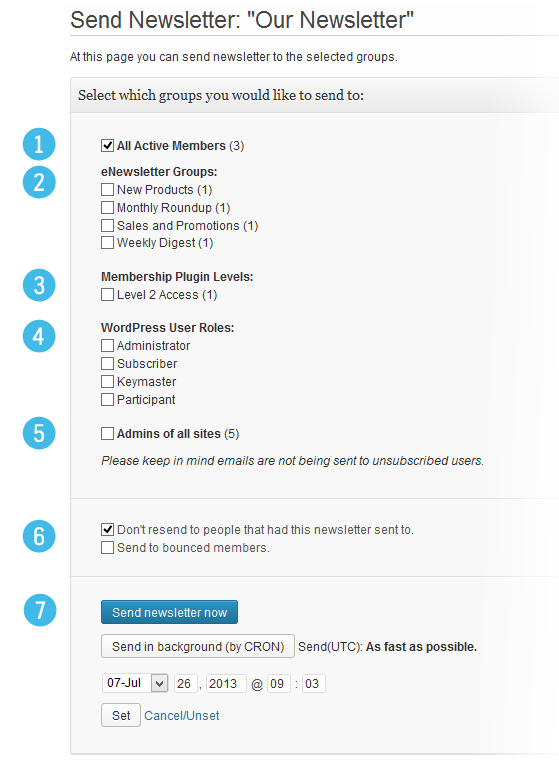 Send Newsletter: "Our Newsletter"
At this page you can send newsletter to the selected groups.
Select which groups you would like to send to:
1 All Active Members (3)
2 eNewsletter Groups:
New Products (1)
Monthly Roundup (1)
Sales and Promotions (1)
Weekly Digest (1)
3 Membership Plugin Levels:
Level 2 Access (1)
4 WordPress User Roles:
Administrator
Subscriber
Keymaster
Participant
5 Admins of all sites (5)
Please keep in mind emails are not being sent to unsubscribed users.
6 Don't resend to people that had this newsletter sent to.
Send to bounced members.
7 Send newsletter now
Send in background (by CRON) Send(UTC): As fast as possible.
07-Jul 26 , 2013 @ 09 : 03
Set Cancel/Unset